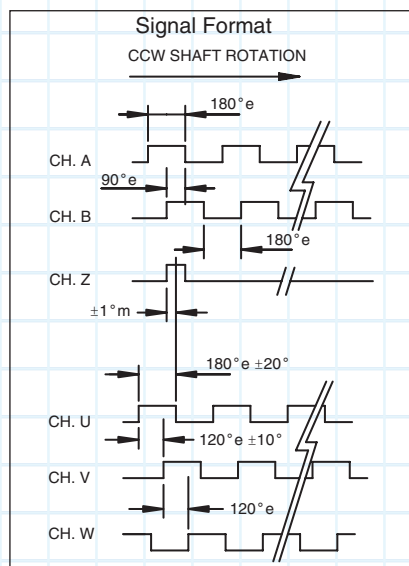 Signal Format
CCW SHAFT ROTATION
180°e
CH. A
90°e
CH. B
180°e
CH. Z
±1°m
180°e ±20°
CH. U
120°e ±10°
CH. V
120°e
CH. W